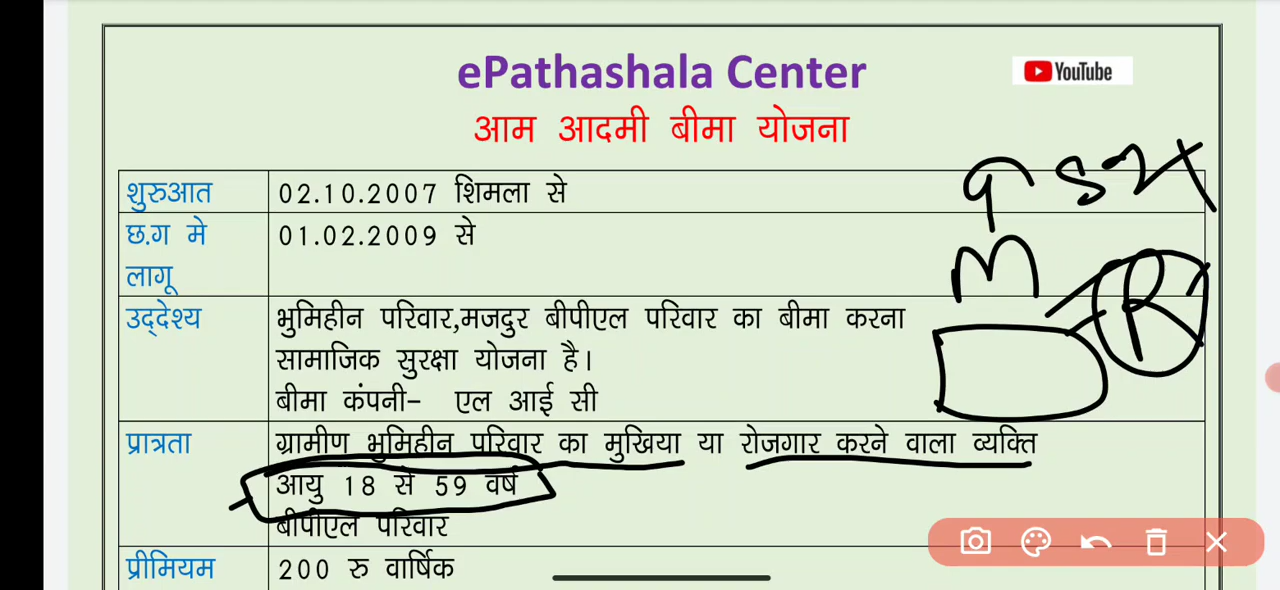 ePathashala Center
YouTube
आम आदमी बीमा योजना
शुरुआत 02.10.2007 शिमला से
छ.ग मे लागू 01.02.2009 से
उद्देश्य भुमिहीन परिवार,मजदुर बीपीएल परिवार का बीमा करना
सामाजिक सुरक्षा योजना है।
बीमा कंपनी- एल आई सी
प्रात्रता ग्रामीण भुमिहीन परिवार का मुखिया या रोजगार करने वाला व्यक्ति
आयु 18 से 59 वर्ष
बीपीएल परिवार
प्रीमियम 200 रु वार्षिक
M
R